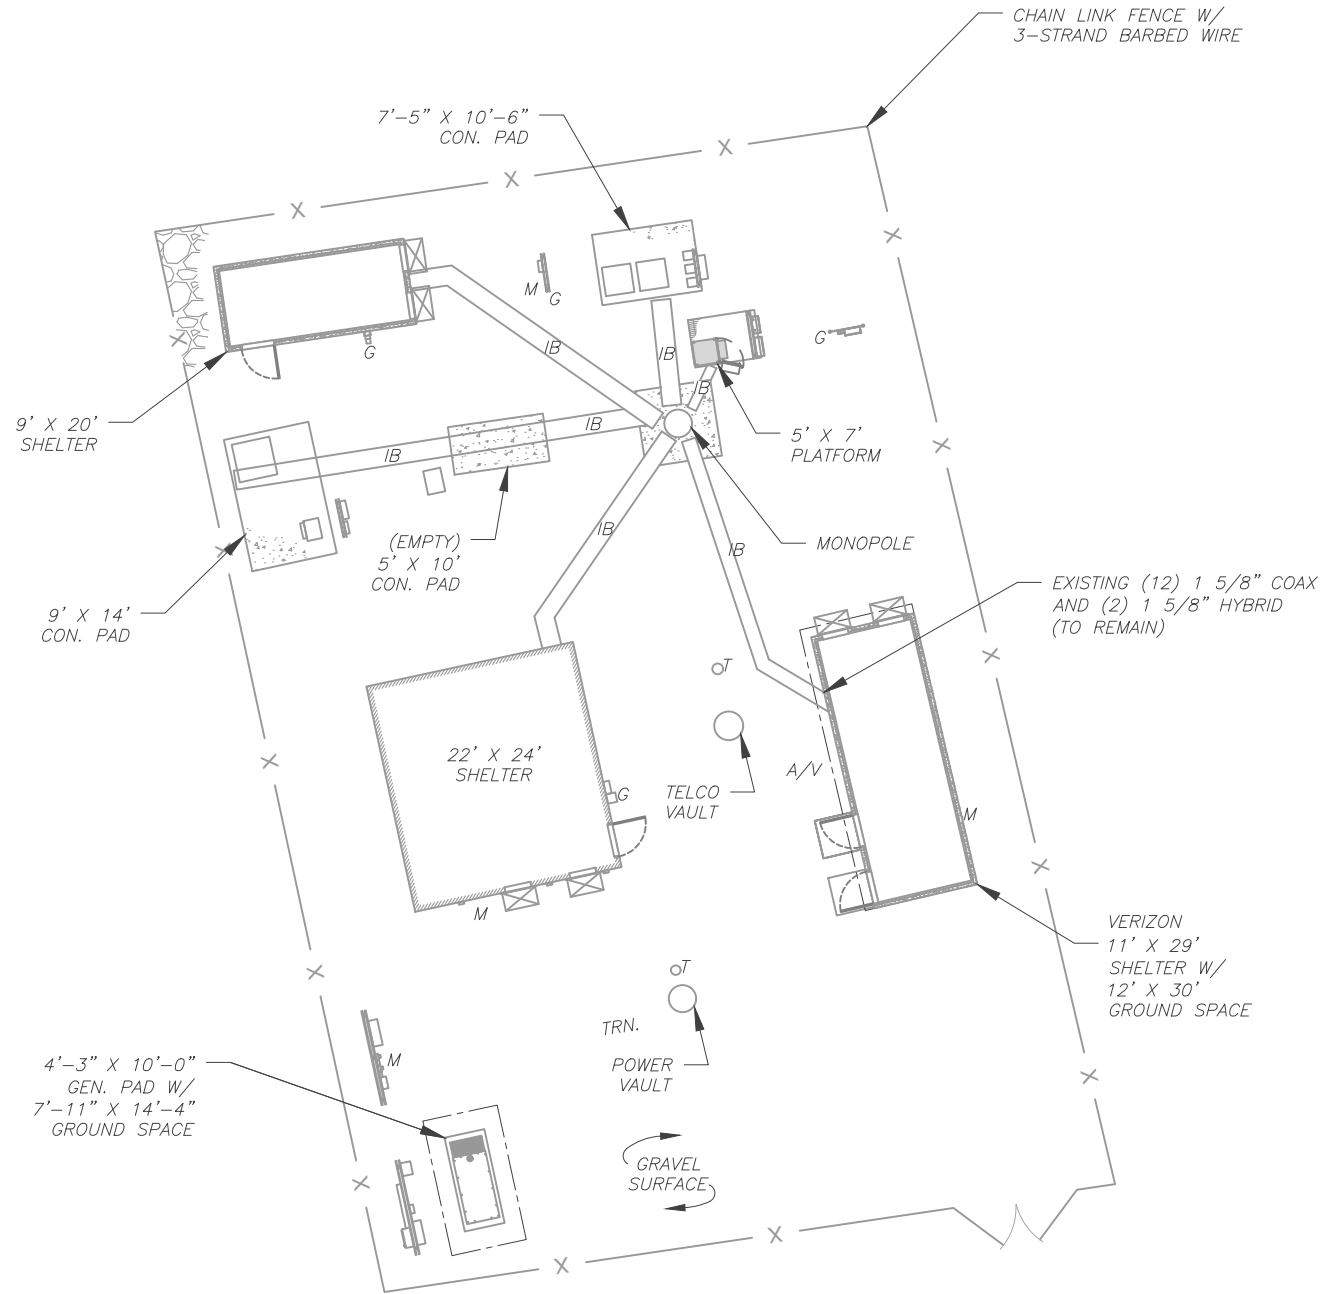 CHAIN LINK FENCE W/
3-STRAND BARBED WIRE
7'-5" X 10'-6"
CON. PAD
X
X
X
X
M
G
IB
IB
G
G
X
IB
9' X 20'
SHELTER
IB
IB
5' X 7'
PLATFORM
X
(EMPTY)
5' X 10'
CON. PAD
IB
IB
MONOPOLE
X
9' X 14'
CON. PAD
EXISTING (12) 1 5/8" COAX
AND (2) 1 5/8" HYBRID
(TO REMAIN)
T
X
22' X 24'
SHELTER
X
A/V
TELCO
VAULT
G
M
X
M
VERIZON
11' X 29'
SHELTER W/
12' X 30'
GROUND SPACE
T
X
TRN.
POWER
VAULT
M
X
4'-3" X 10'-0"
GEN. PAD W/
7'-11" X 14'-4"
GROUND SPACE
GRAVEL
SURFACE
X
X
X